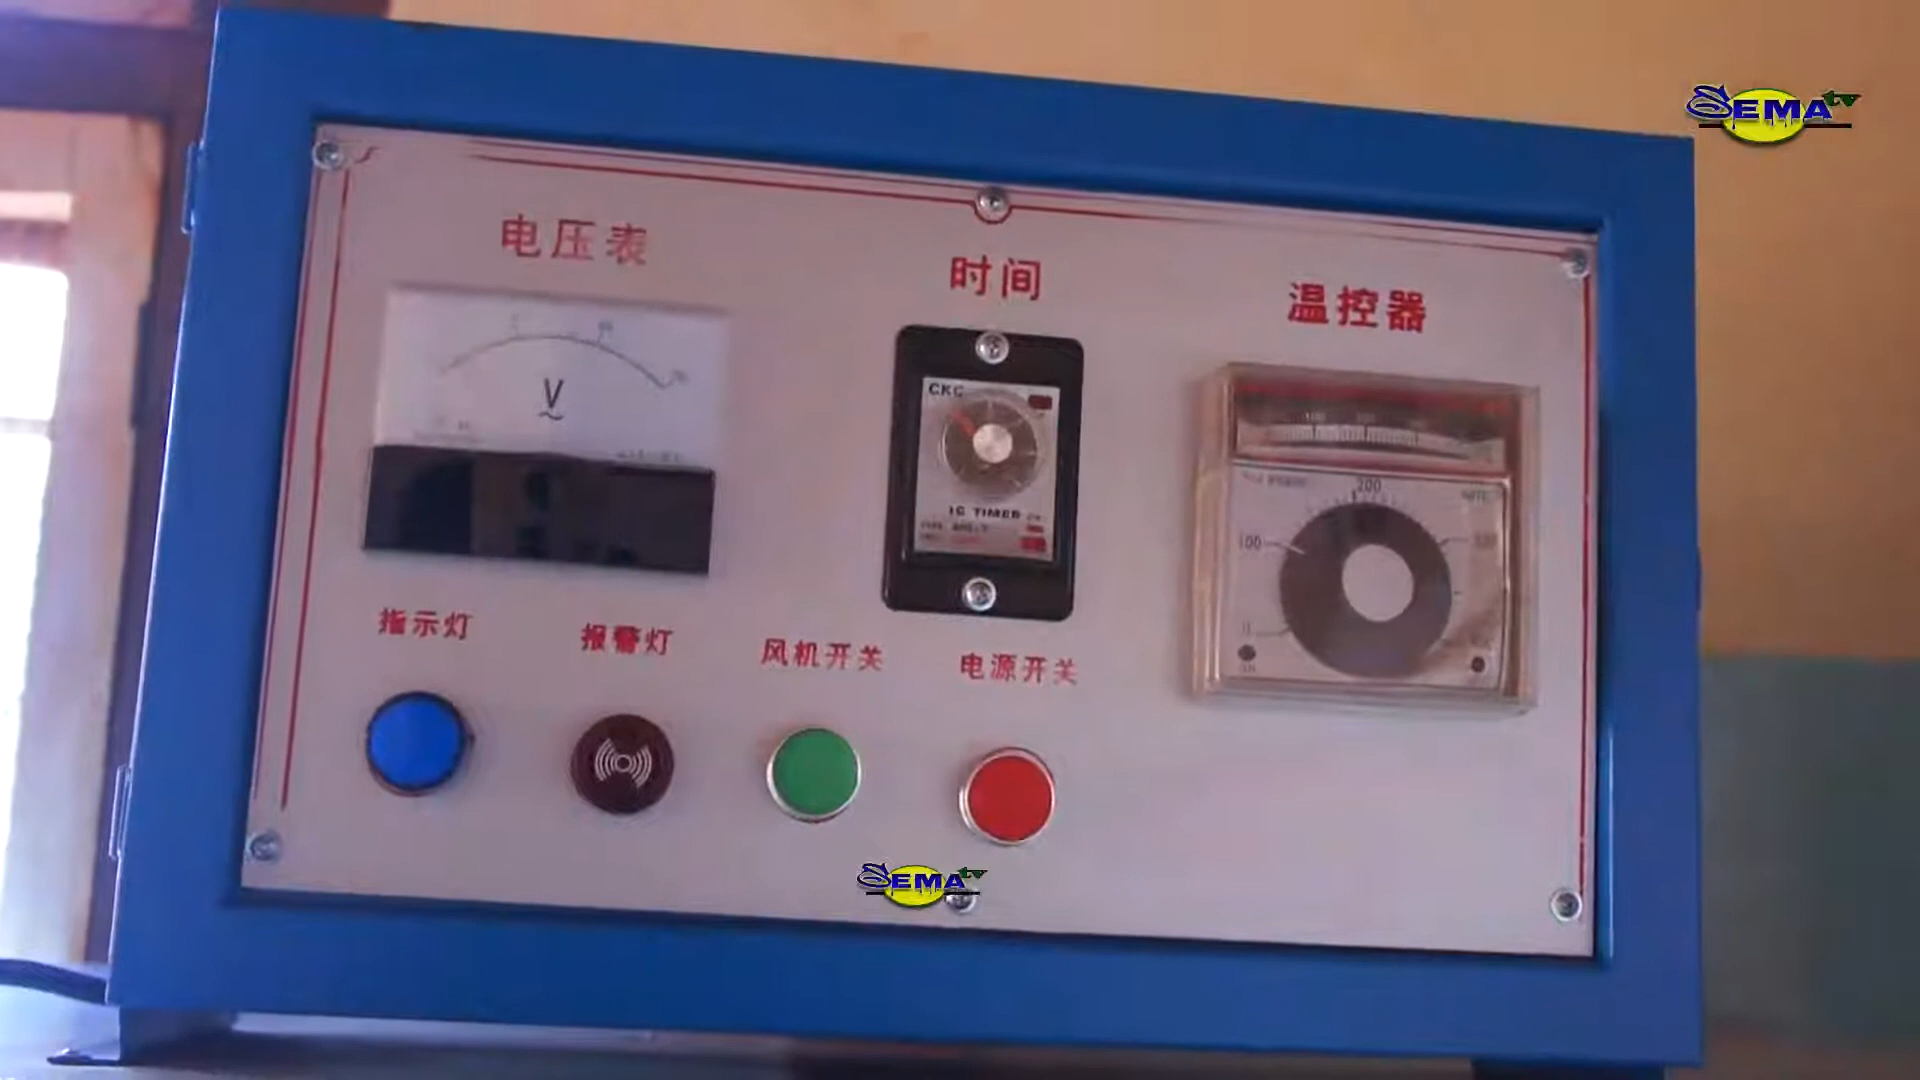 SEMA tv
电压表
时间
温控器
V
CKC
IC TIMER
200
100
0
指示灯
报警灯
风机开关
电源开关
SEMA tv